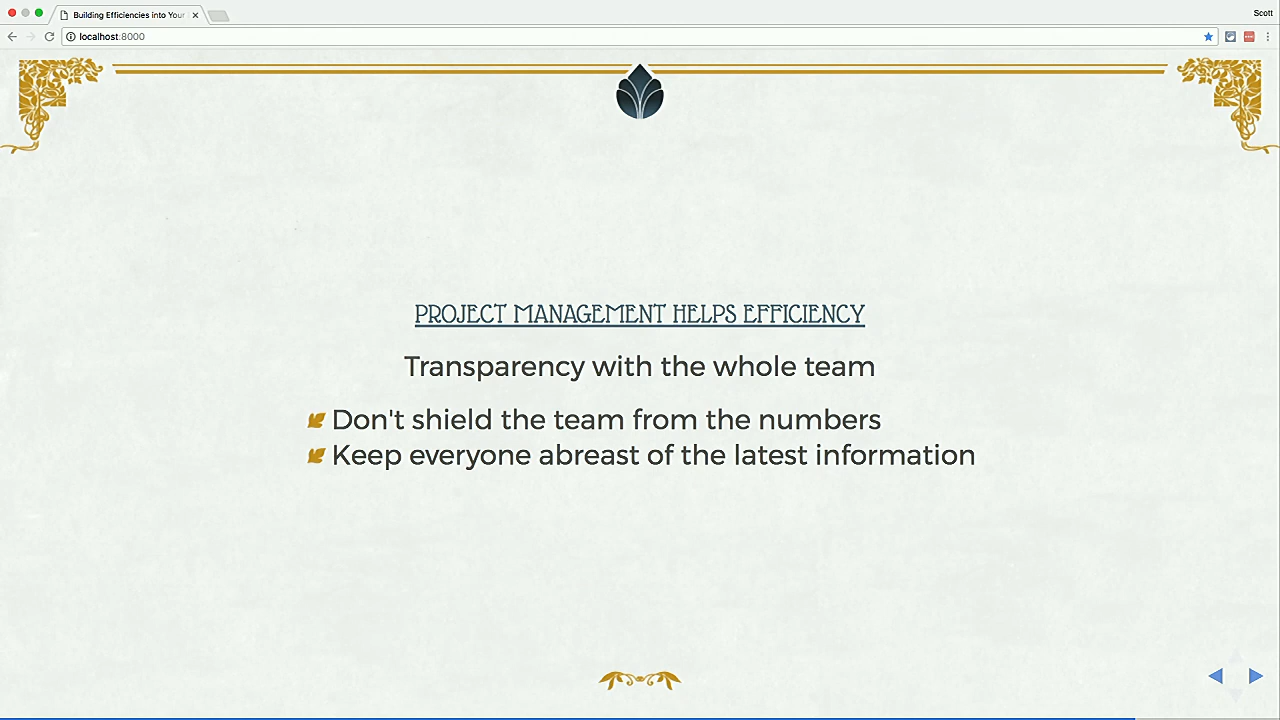 Building Efficiencies into Your
Scott
localhost:8000
PROJECT MANAGEMENT HELPS EFFICIENCY
Transparency with the whole team
Don't shield the team from the numbers
Keep everyone abreast of the latest information